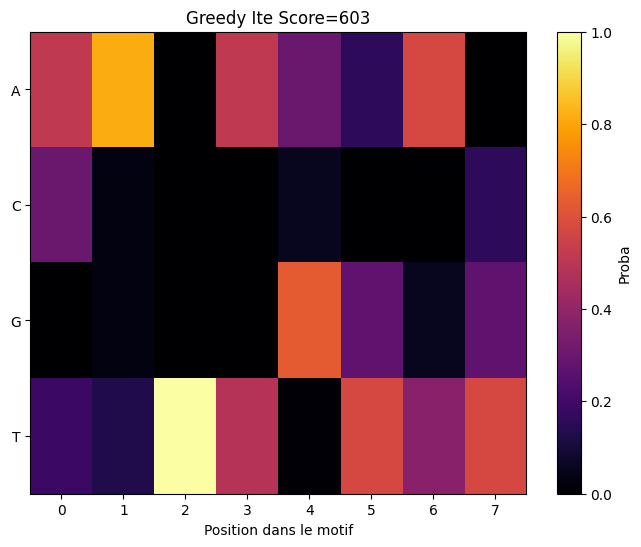 Greedy Ite Score=603
A
C
G
T
0 1 2 3 4 5 6 7
Position dans le motif
1.0
0.8
0.6
0.4
0.2
0.0
Proba